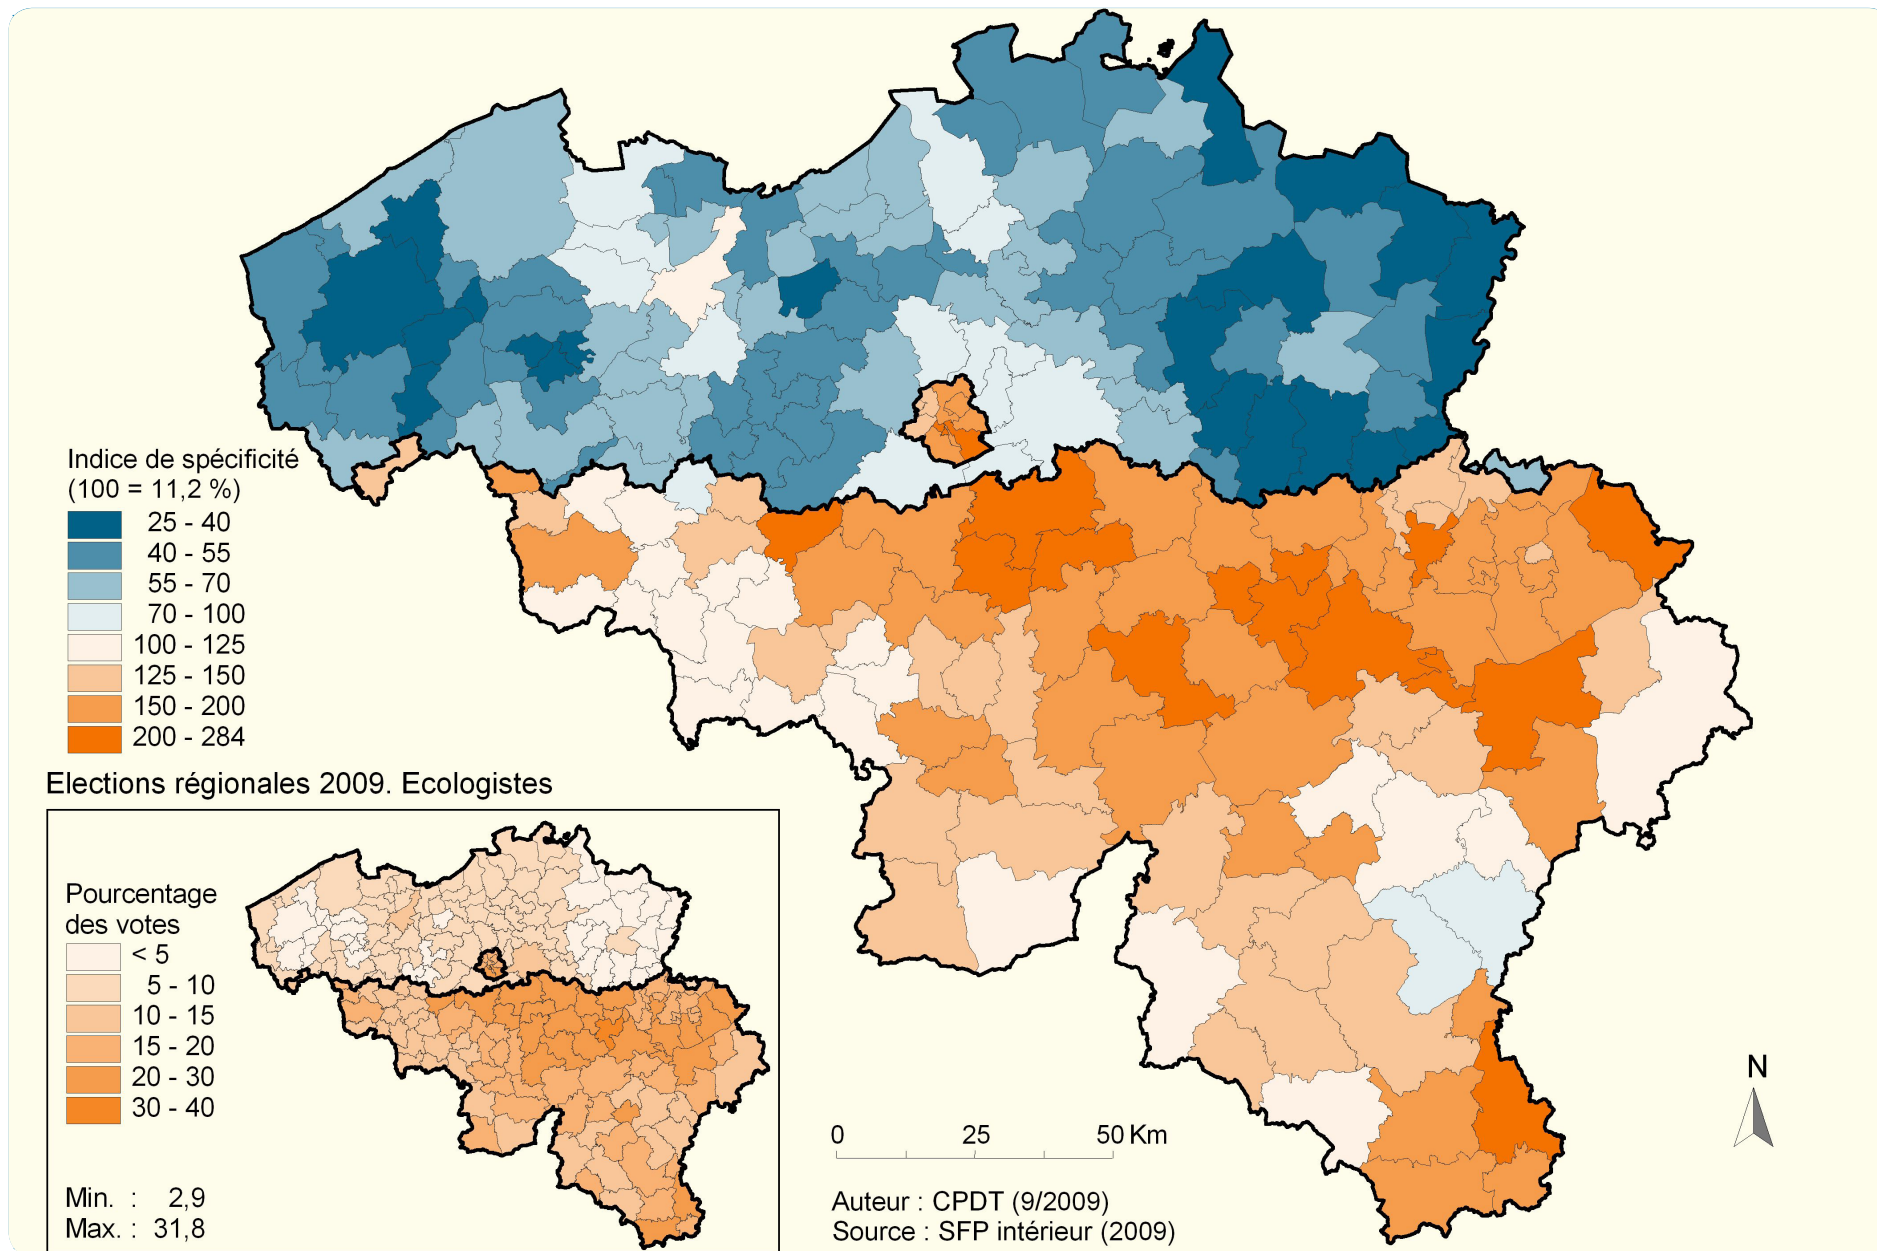 Indice de spécificité
(100 = 11,2 %)
25 - 40
40 - 55
55 - 70
70 - 100
100 - 125
125 - 150
150 - 200
200 - 284
Elections régionales 2009. Ecologistes
Pourcentage
des votes
< 5
5 - 10
10 - 15
15 - 20
20 - 30
30 - 40
Min. : 2,9
Max. : 31,8
0 25 50 Km
Auteur : CPDT (9/2009)
Source : SFP intérieur (2009)
N